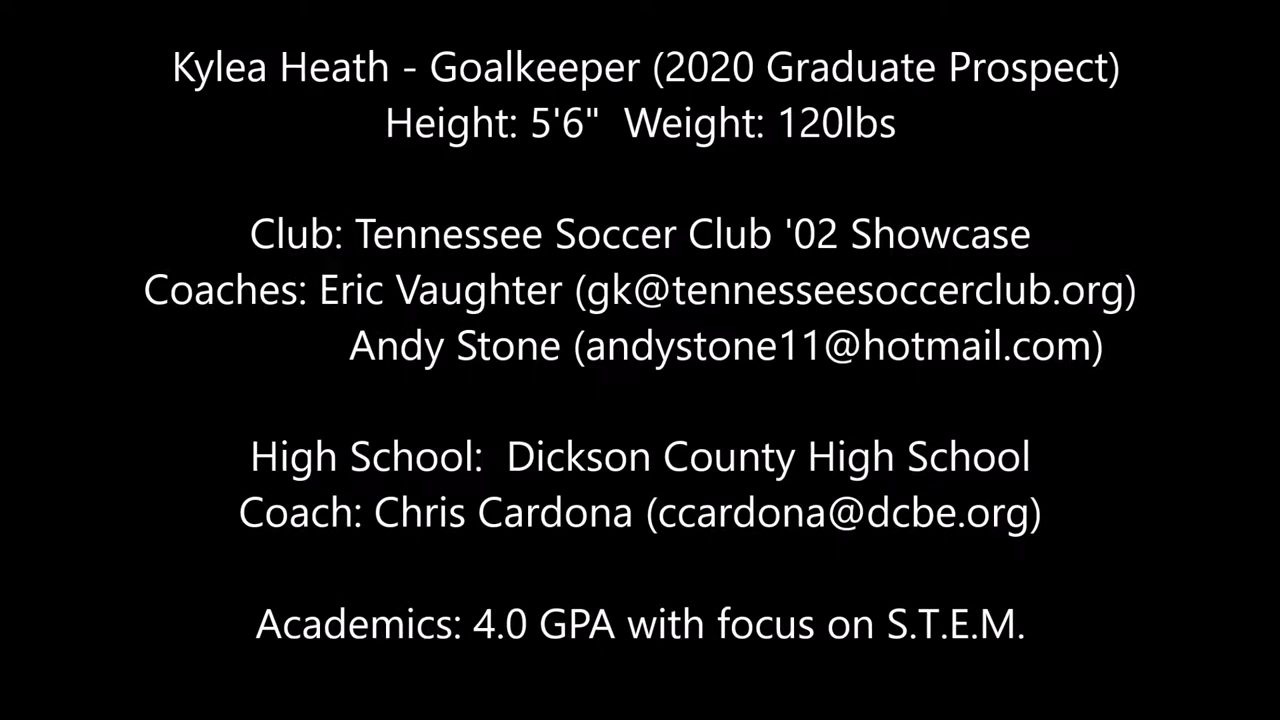 Kylea Heath - Goalkeeper (2020 Graduate Prospect)
Height: 5'6"  Weight: 120lbs
Club: Tennessee Soccer Club '02 Showcase
Coaches: Eric Vaughter (gk@tennesseesoccerclub.org)
Andy Stone (andystone11@hotmail.com)
High School:  Dickson County High School
Coach: Chris Cardona (ccardona@dcbe.org)
Academics: 4.0 GPA with focus on S.T.E.M.